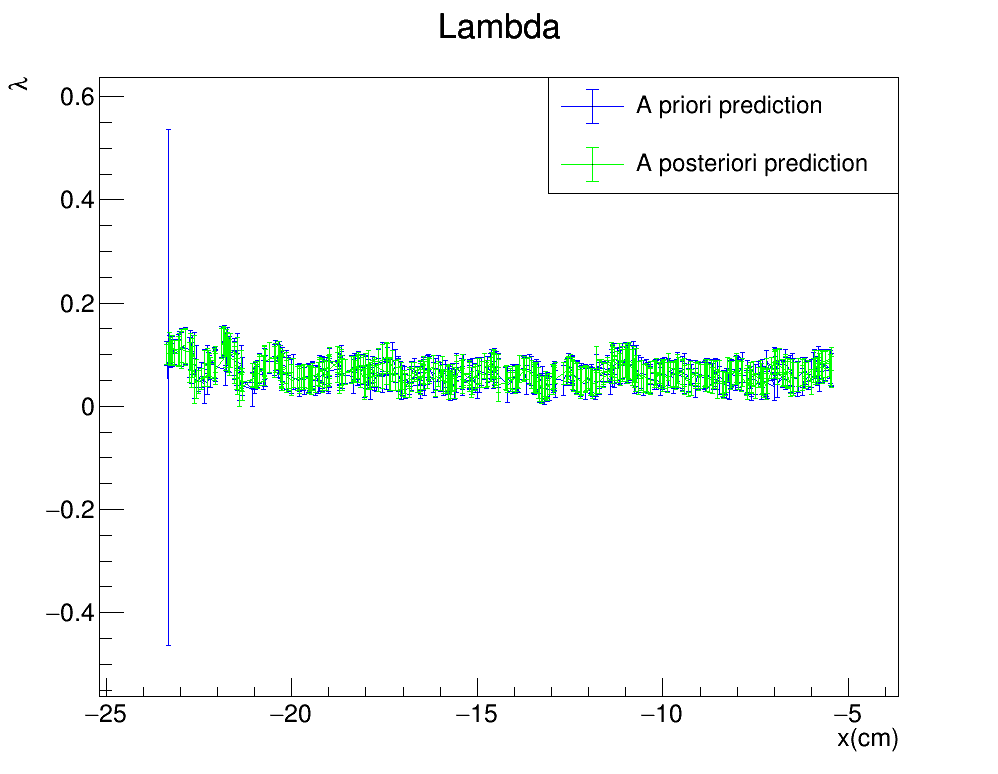 Lambda
λ
A priori prediction
A posteriori prediction
0.6
0.4
0.2
0
−0.2
−0.4
−25 −20 −15 −10 −5
x(cm)